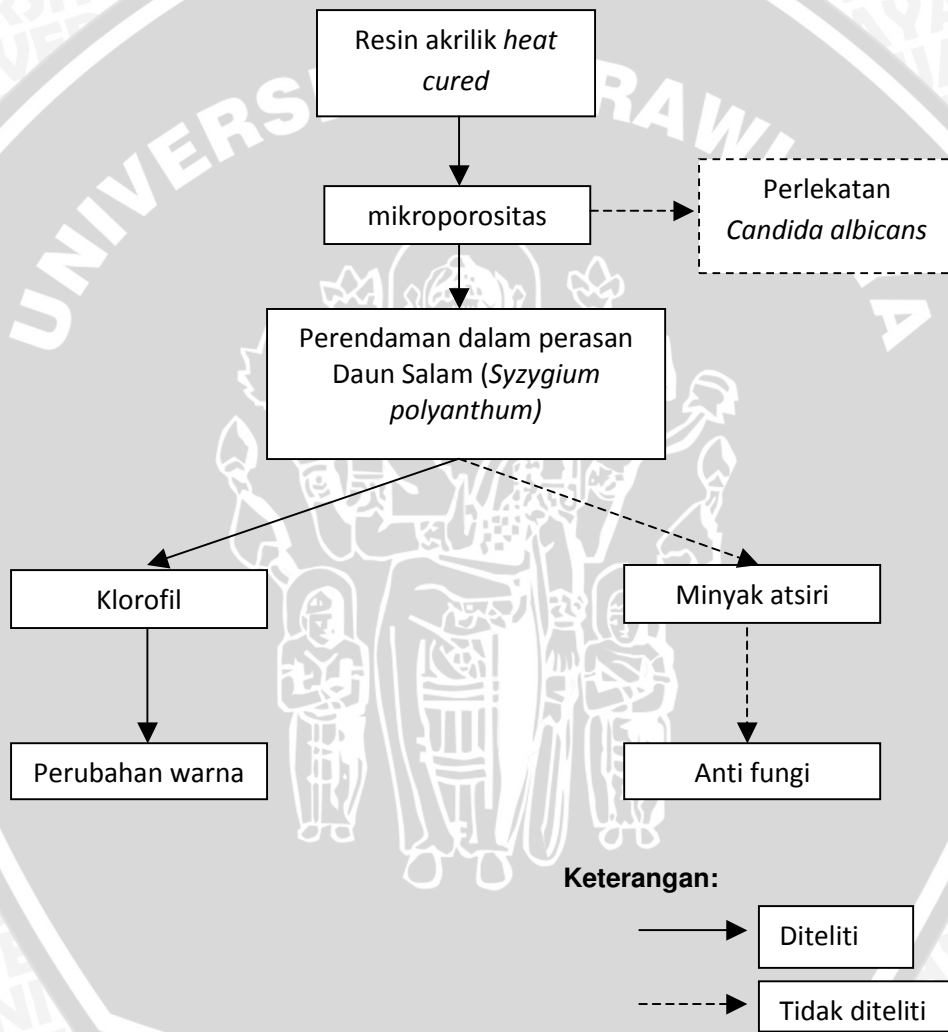 Resin akrilik heat
cured
mikroporositas
Perlekatan
Candida albicans
Perendaman dalam perasan
Daun Salam (Syzygium
polyanthum)
Klorofil
Minyak atsiri
Perubahan warna
Anti fungi
Keterangan:
Diteliti
Tidak diteliti